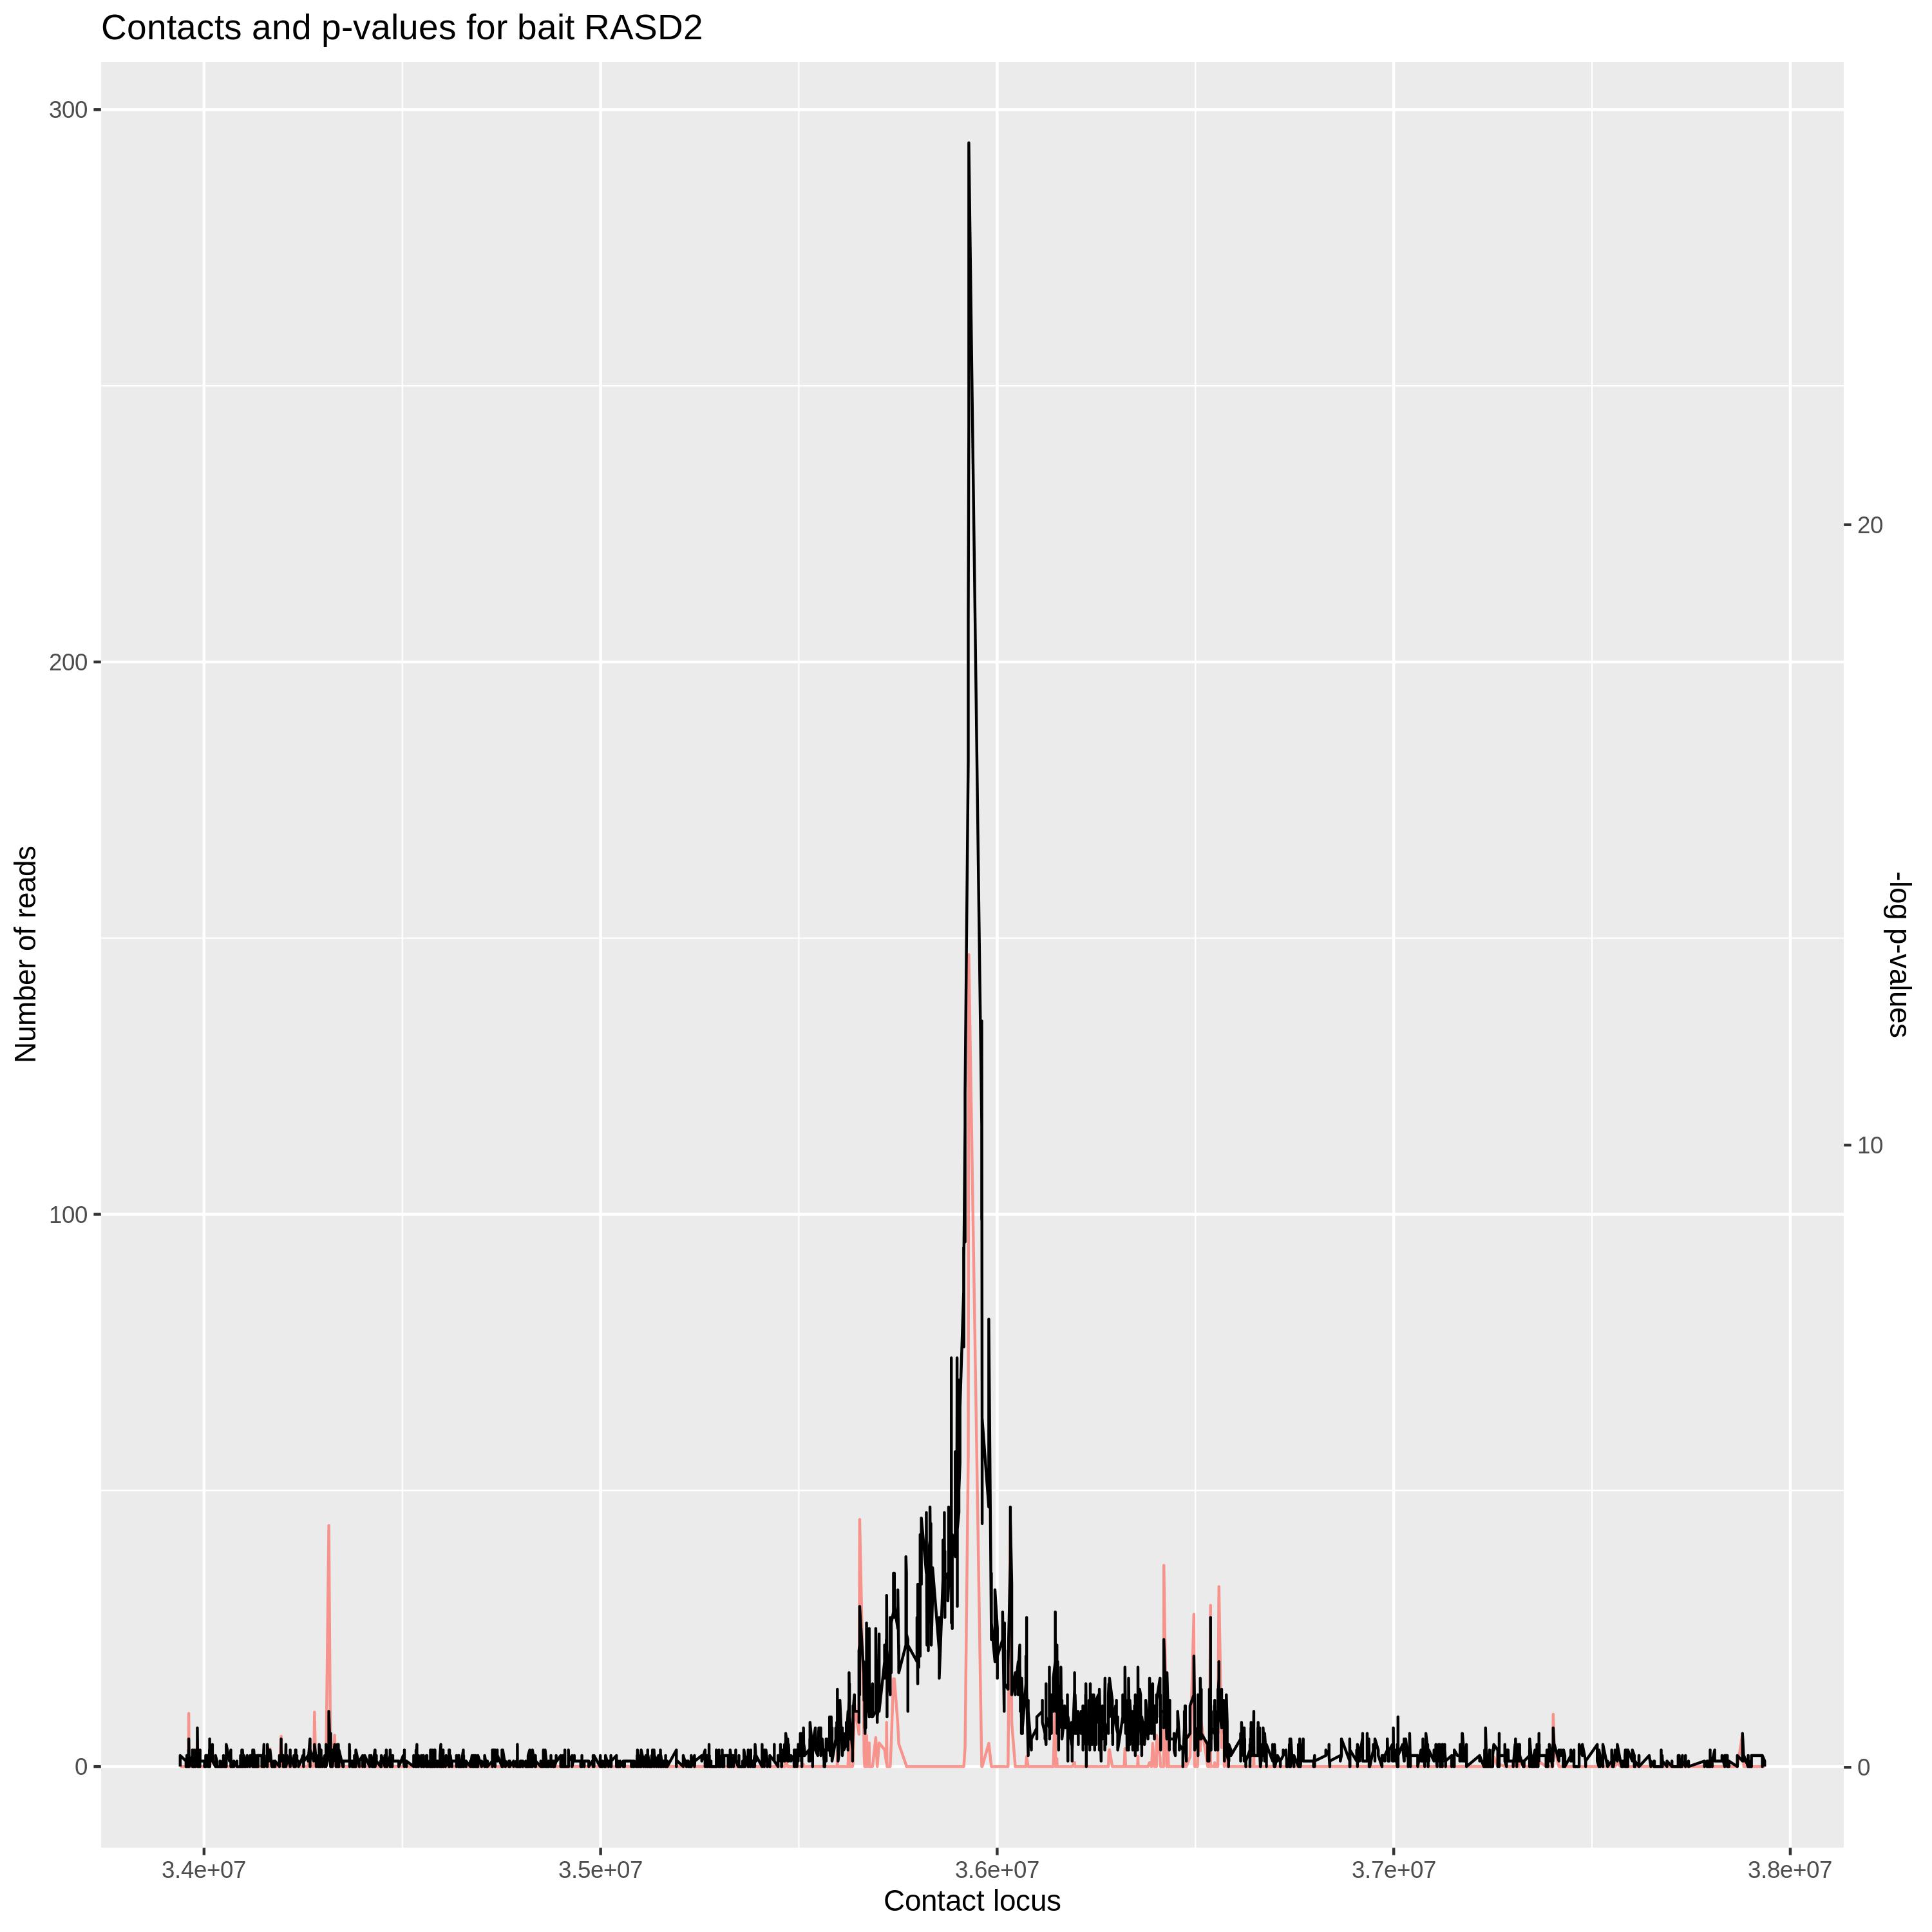 Contacts and p-values for bait RASD2
300
200
100
0
Number of reads
20
10
0
-log p-values
3.4e+07
3.5e+07
3.6e+07
3.7e+07
3.8e+07
Contact locus